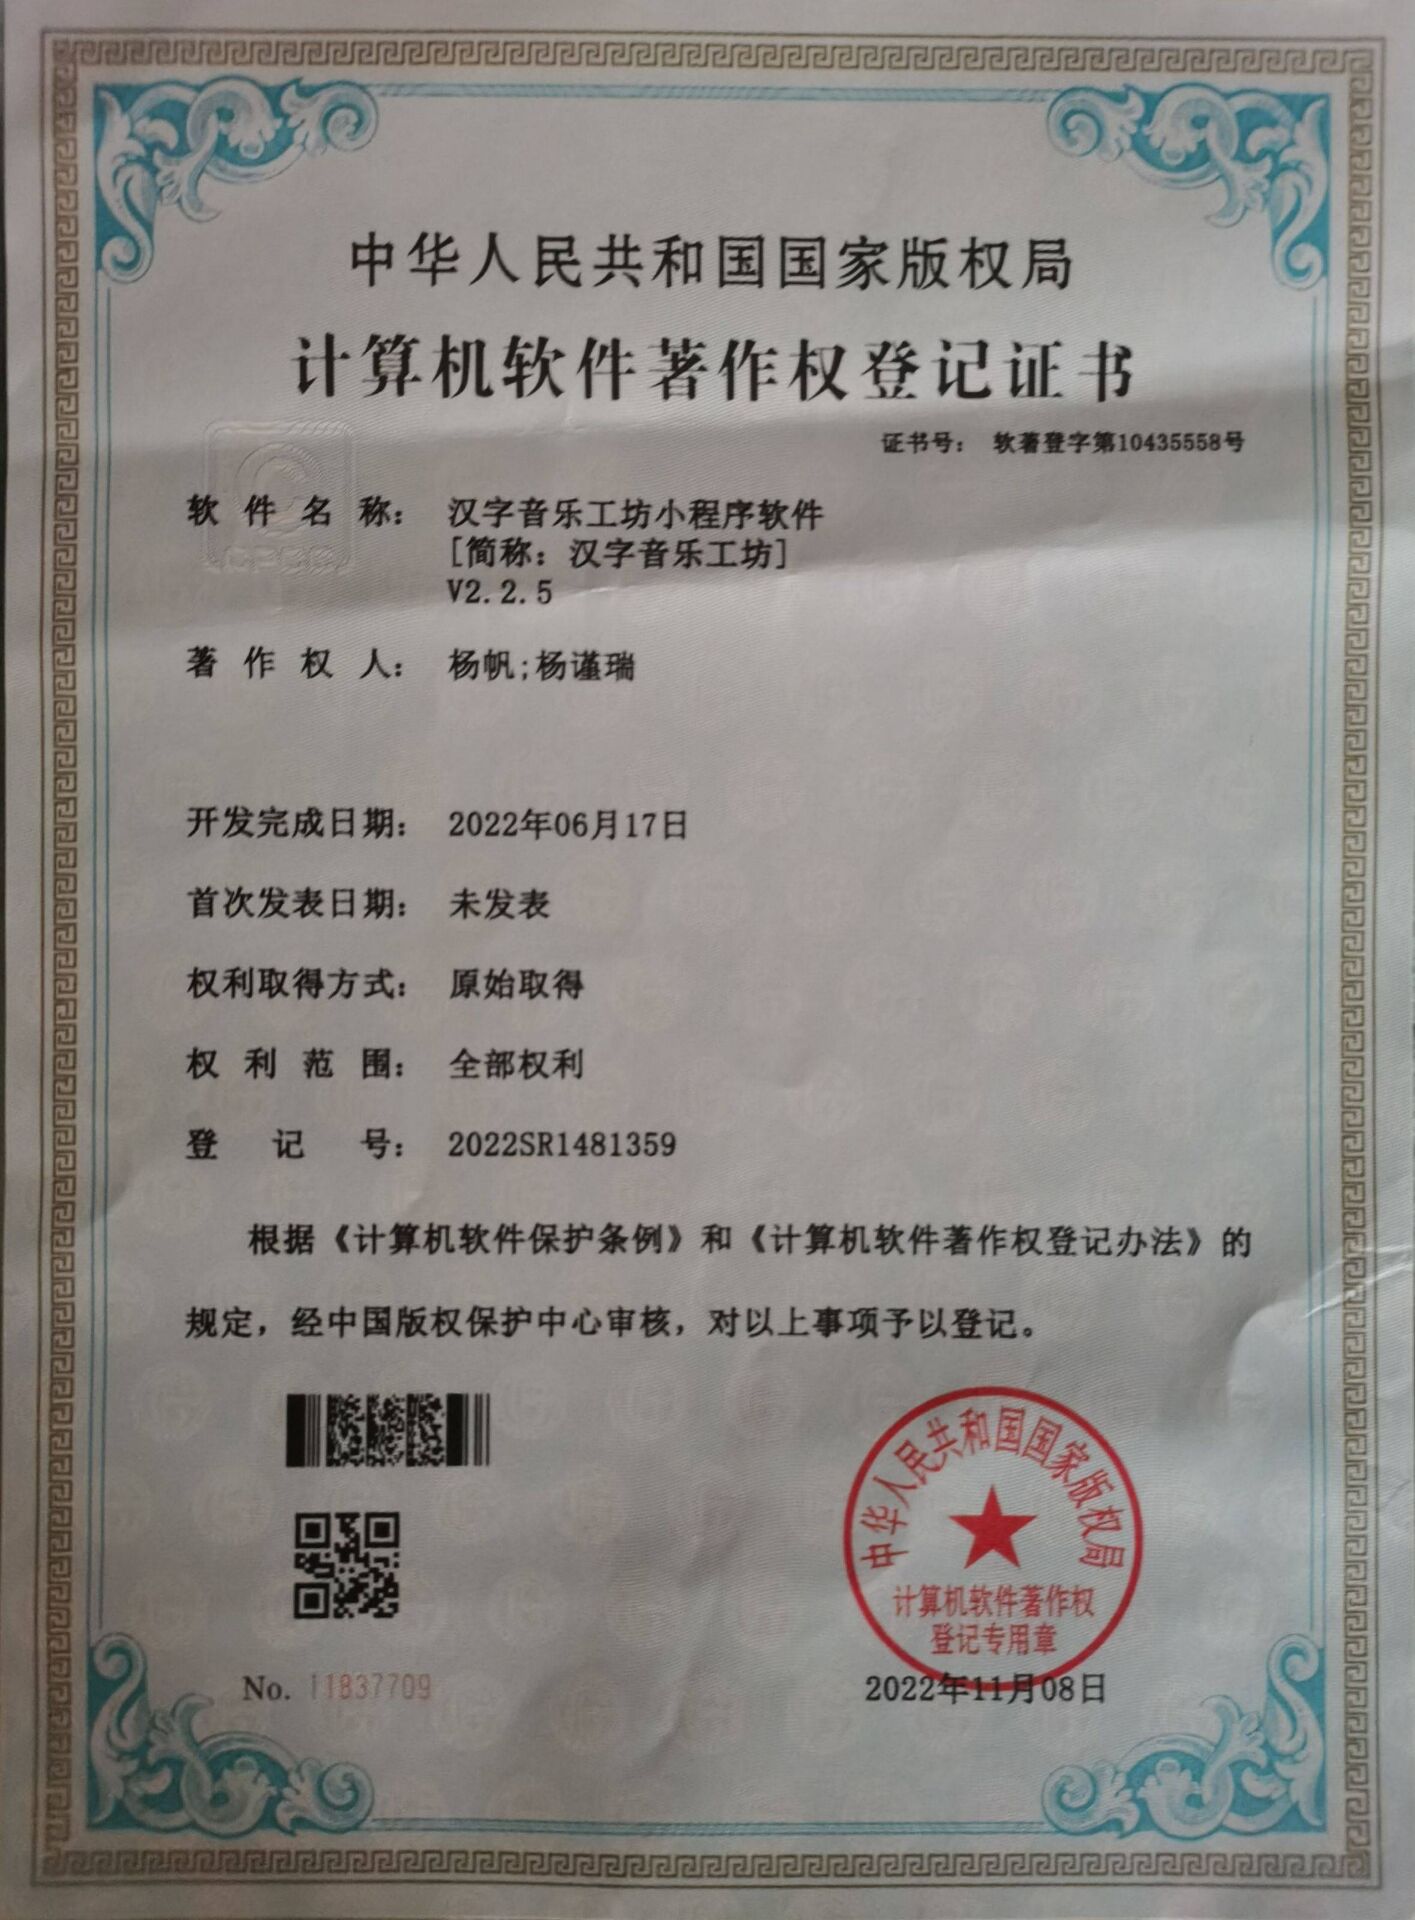 中华人民共和国国家版权局
计算机软件著作权登记证书
证书号： 软著登字第10435558号
CPCC
软件名称： 汉字音乐工坊小程序软件
[简称：汉字音乐工坊]
V2.2.5
著作权人： 杨帆;杨谨瑞
开发完成日期： 2022年06月17日
首次发表日期： 未发表
权利取得方式： 原始取得
权利范围： 全部权利
登记号： 2022SR1481359
根据《计算机软件保护条例》和《计算机软件著作权登记办法》的
规定，经中国版权保护中心审核，对以上事项予以登记。
中华人民共和国国家版权局
计算机软件著作权
登记专用章
No. 11837709
2022年11月08日